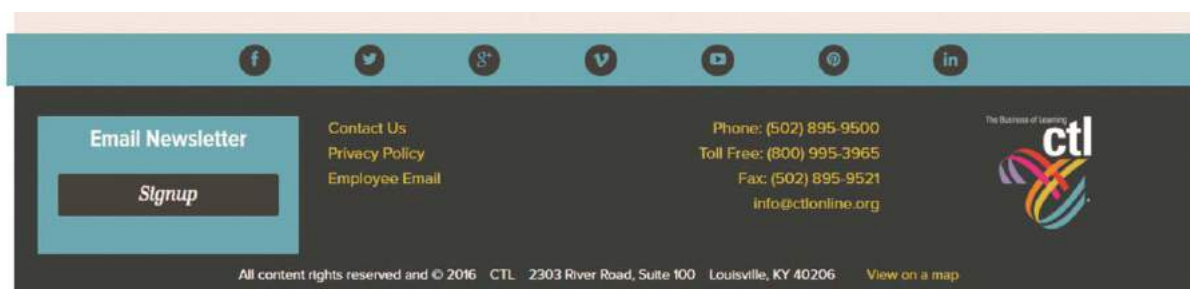 Email Newsletter
Signup
Contact Us
Privacy Policy
Employee Email
Phone: (502) 895-9500
Toll Free: (800) 995-3965
Fax: (502) 895-9521
info@ctlonline.org
The Business of Learning
ctl
All content rights reserved and © 2016 CTL 2303 River Road, Suite 100 Louisville, KY 40206 View on a map